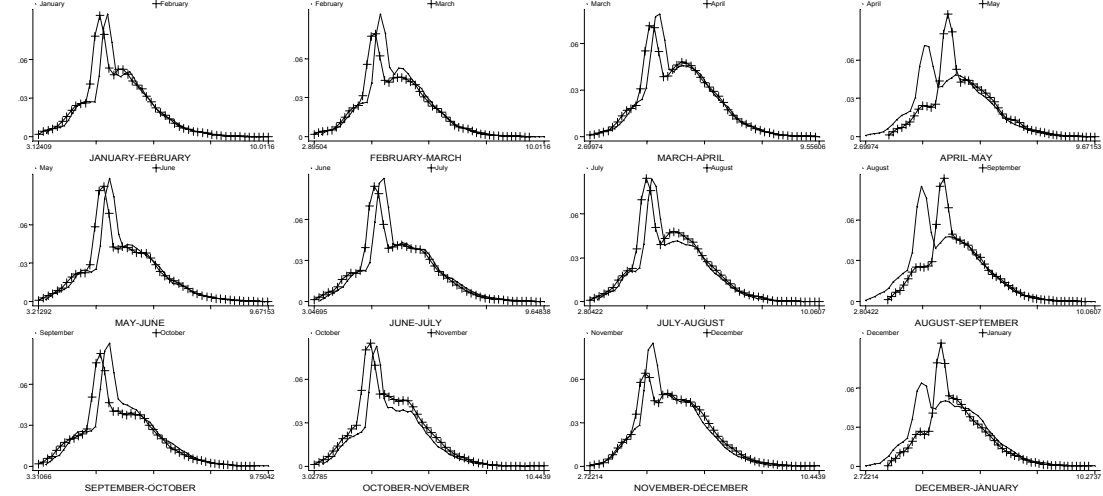 January February
.06
.03
0
3.12409 10.0116
JANUARY-FEBRUARY
February March
.06
.03
0
2.89504 10.0116
FEBRUARY-MARCH
March April
.06
.03
0
2.69974 9.55606
MARCH-APRIL
April May
.06
.03
0
2.69974 9.67153
APRIL-MAY
May June
.06
.03
0
3.21292 9.67153
MAY-JUNE
June July
.06
.03
0
3.04695 9.64838
JUNE-JULY
July August
.06
.03
0
2.80422 10.0607
JULY-AUGUST
August September
.06
.03
0
2.80422 10.0607
AUGUST-SEPTEMBER
September October
.06
.03
0
3.31066 9.75042
SEPTEMBER-OCTOBER
October November
.06
.03
0
3.02785 10.4439
OCTOBER-NOVEMBER
November December
.06
.03
0
2.72214 10.4439
NOVEMBER-DECEMBER
December January
.06
.03
0
2.72214 10.2737
DECEMBER-JANUARY